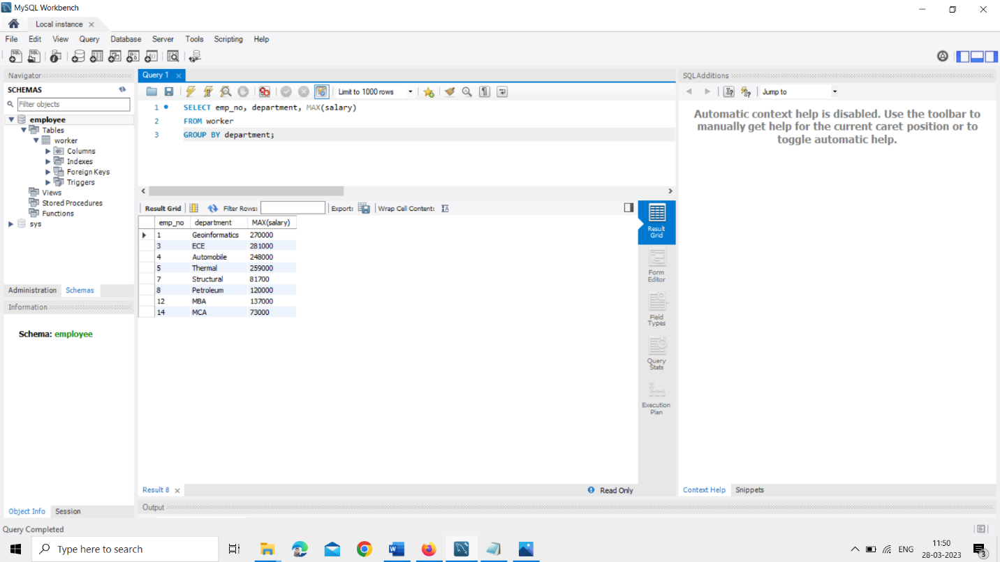 MySQL Workbench
Local instance
File Edit View Query Database Server Tools Scripting Help
Navigator
SCHEMAS
Filter objects
employee
Tables
worker
Columns
Indexes
Foreign Keys
Triggers
Views
Stored Procedures
Functions
sys
Administration Schemas
Information
Schema: employee
Object Info Session
Query 1
Limit to 1000 rows
1 SELECT emp_no, department, MAX(salary)
2 FROM worker
3 GROUP BY department;
Result Grid Filter Rows: Export: Wrap Cell Content:
emp_no department MAX(salary)
1 Geoinformatics 270000
3 ECE 281000
4 Automobile 248000
5 Thermal 259000
7 Structural 81700
8 Petroleum 120000
12 MBA 137000
14 MCA 73000
Result
Grid
Form
Editor
Field
Types
Query
Stats
Execution
Plan
Result 8 Read Only
Output
SQLAdditions
Jump to
Automatic context help is disabled. Use the toolbar to
manually get help for the current caret position or to
toggle automatic help.
Context Help Snippets
Query Completed
Type here to search
ENG
11:50
28-03-2023
3